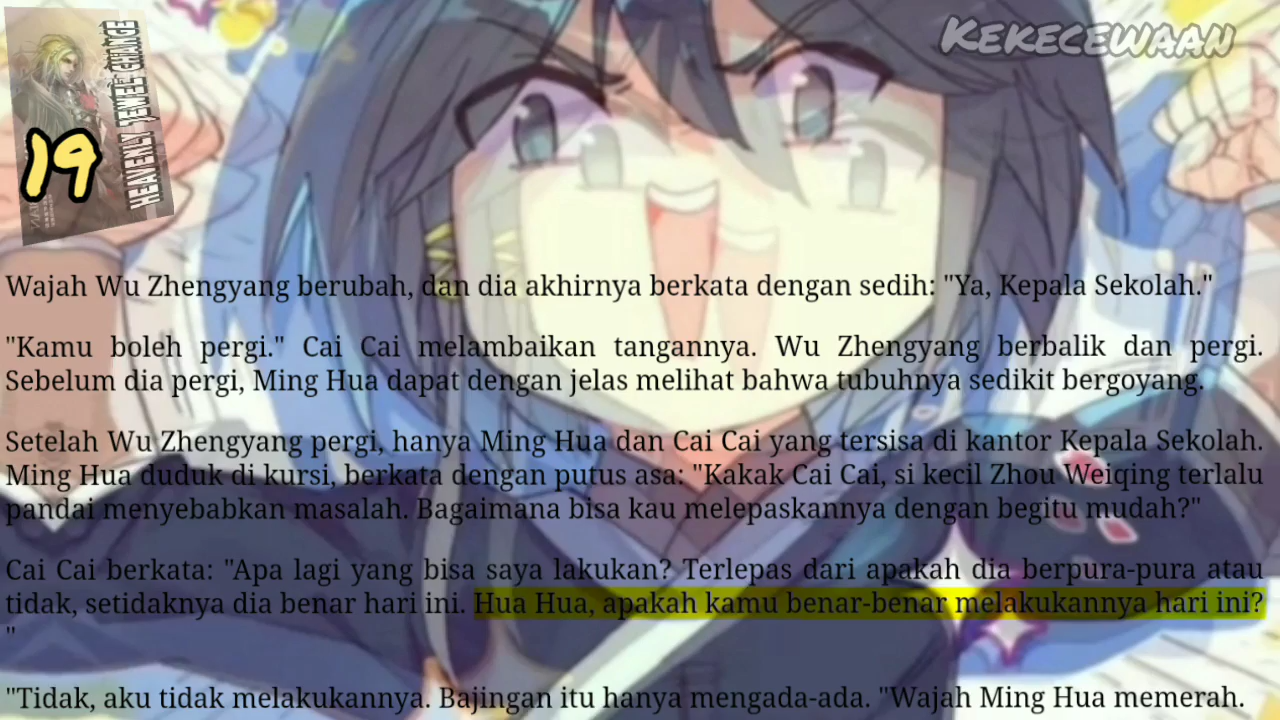 Kekecewaan
HEAVENLY JEWEL CHANGE
19
Wajah Wu Zhengyang berubah, dan dia akhirnya berkata dengan sedih: "Ya, Kepala Sekolah."
"Kamu boleh pergi." Cai Cai melambaikan tangannya. Wu Zhengyang berbalik dan pergi.
Sebelum dia pergi, Ming Hua dapat dengan jelas melihat bahwa tubuhnya sedikit bergoyang.
Setelah Wu Zhengyang pergi, hanya Ming Hua dan Cai Cai yang tersisa di kantor Kepala Sekolah.
Ming Hua duduk di kursi, berkata dengan putus asa: "Kakak Cai Cai, si kecil Zhou Weiqing terlalu
pandai menyebabkan masalah. Bagaimana bisa kau melepaskannya dengan begitu mudah?"
Cai Cai berkata: "Apa lagi yang bisa saya lakukan? Terlepas dari apakah dia berpura-pura atau
tidak, setidaknya dia benar hari ini. Hua Hua, apakah kamu benar-benar melakukannya hari ini?
"
"Tidak, aku tidak melakukannya. Bajingan itu hanya mengada-ada. "Wajah Ming Hua memerah.